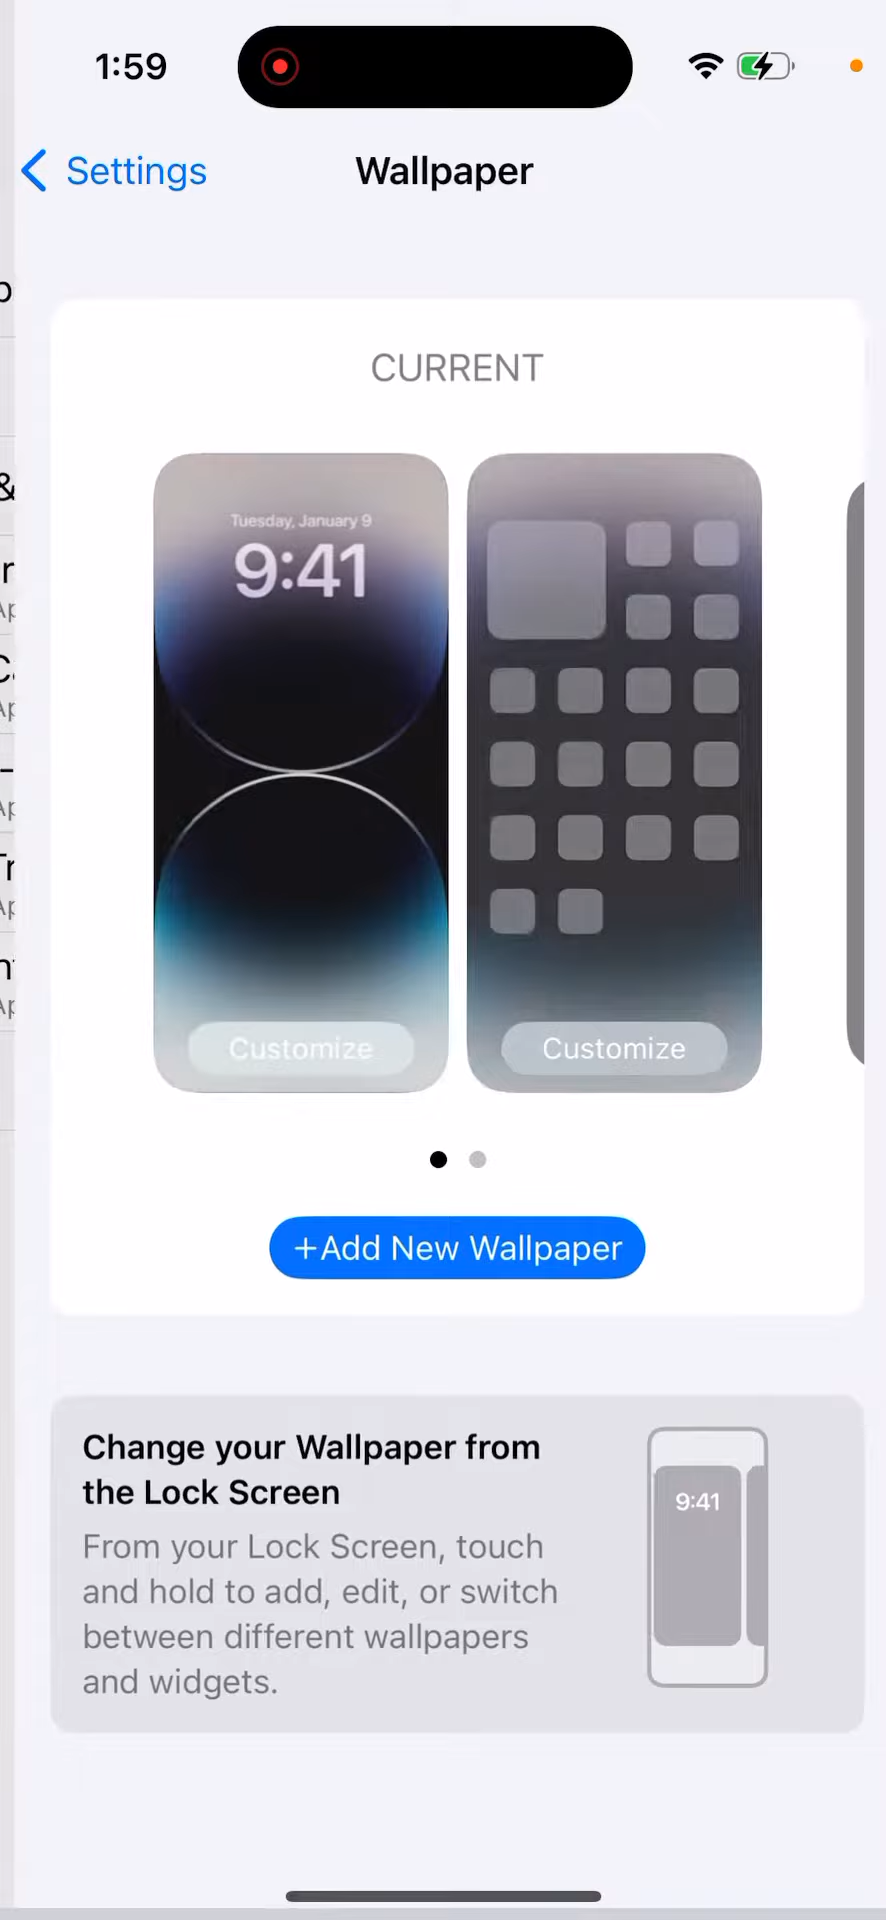 1:59
Settings
Wallpaper
CURRENT
Tuesday, January 9
9:41
Customize
Customize
+Add New Wallpaper
Change your Wallpaper from
the Lock Screen
From your Lock Screen, touch
and hold to add, edit, or switch
between different wallpapers
and widgets.
9:41